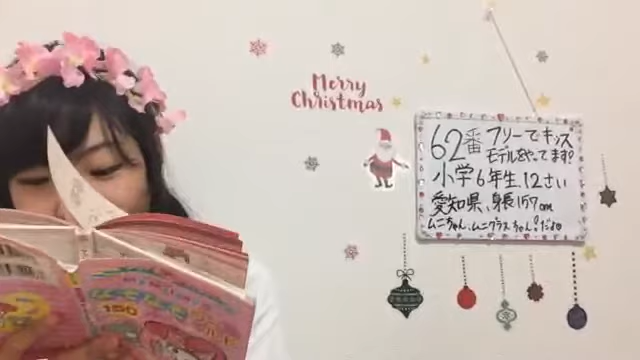 Merry
Christmas
62番 フリーでキッズ
モデルをやってます!
小学6年生、12さい
愛知県、身長157cm
ムニちゃん、ムニグラスちゃん!だよ
150